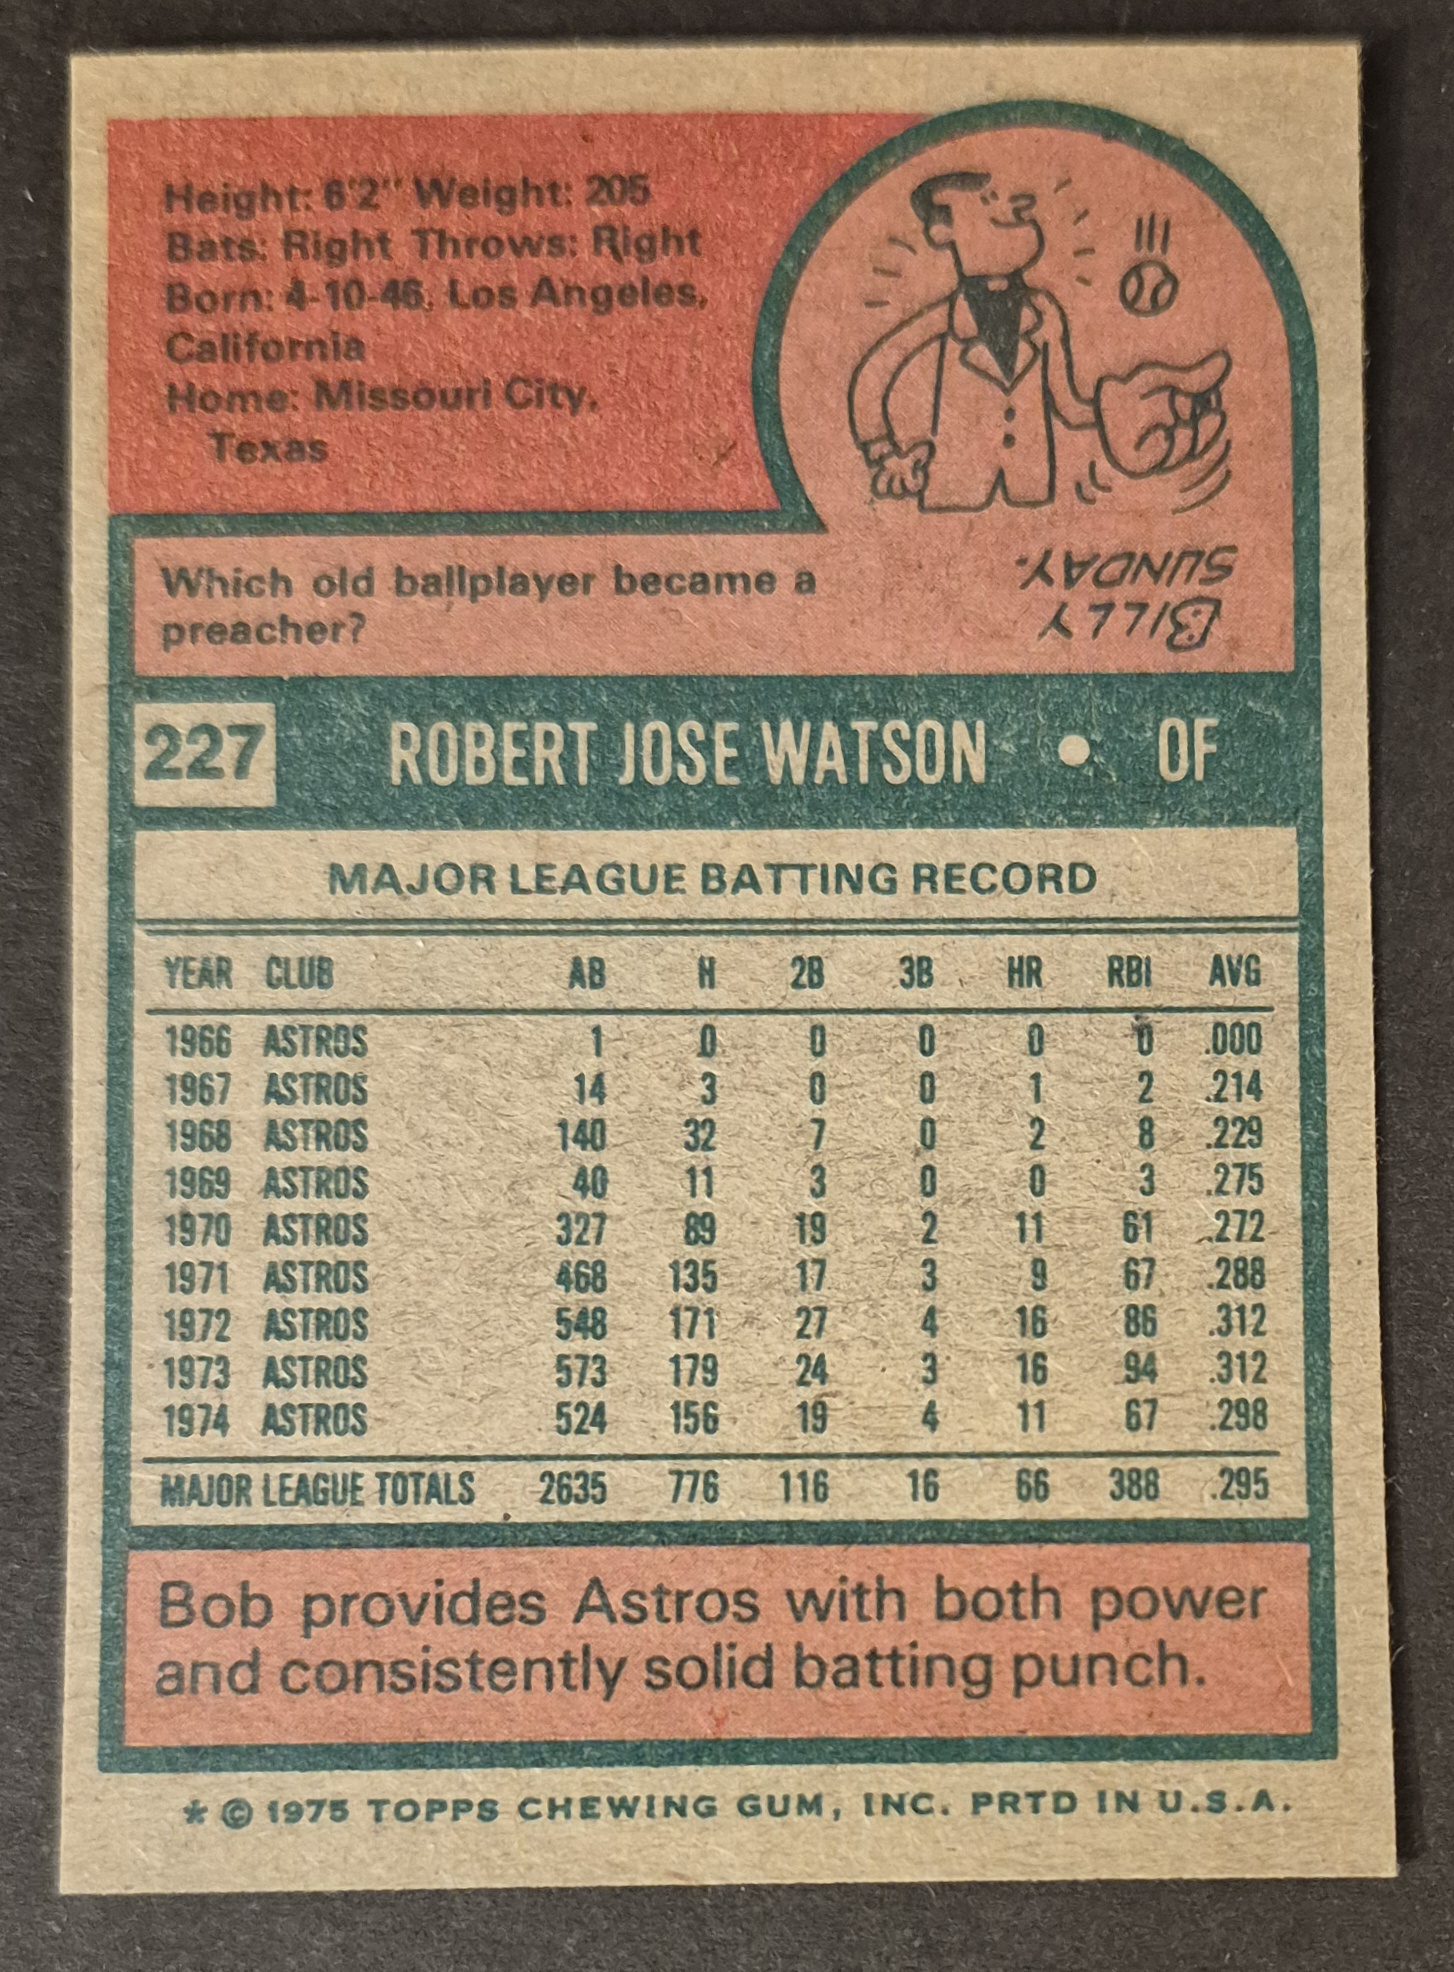 Height: 6'2" Weight: 205
Bats: Right Throws: Right
Born: 4-10-46, Los Angeles,
California
Home: Missouri City,
Texas
Which old ballplayer became a
preacher?
BILLY
SUNDAY.
227 ROBERT JOSE WATSON • OF
MAJOR LEAGUE BATTING RECORD
YEAR CLUB AB H 2B 3B HR RBI AVG
1966 ASTROS 1 0 0 0 0 0 .000
1967 ASTROS 14 3 0 0 1 2 .214
1968 ASTROS 140 32 7 0 2 8 .229
1969 ASTROS 40 11 3 0 0 3 .275
1970 ASTROS 327 89 19 2 11 61 .272
1971 ASTROS 468 135 17 3 9 67 .288
1972 ASTROS 548 171 27 4 16 86 .312
1973 ASTROS 573 179 24 3 16 94 .312
1974 ASTROS 524 156 19 4 11 67 .298
MAJOR LEAGUE TOTALS 2635 776 116 16 66 388 .295
Bob provides Astros with both power
and consistently solid batting punch.
* © 1975 TOPPS CHEWING GUM, INC. PRTD IN U.S.A.